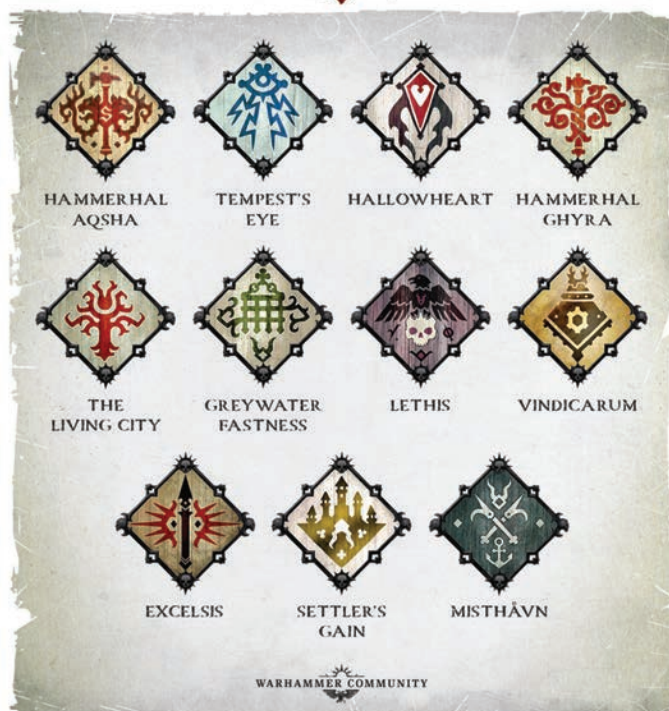 HAMMERHAL
AQSHA
TEMPEST'S
EYE
HALLOWHEART
HAMMERHAL
GHYRA
THE
LIVING CITY
GREYWATER
FASTNESS
LETHIS
VINDICARUM
EXCELSIS
SETTLER'S
GAIN
MISTHÅVN
WARHAMMER COMMUNITY